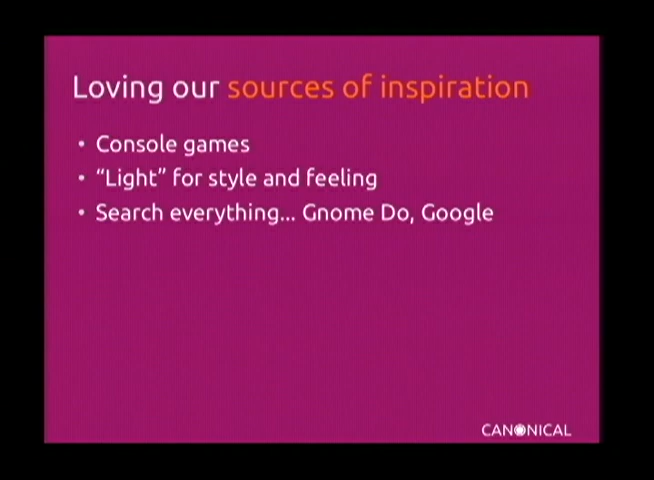 Loving our sources of inspiration
• Console games
• “Light” for style and feeling
• Search everything... Gnome Do, Google
CANONICAL